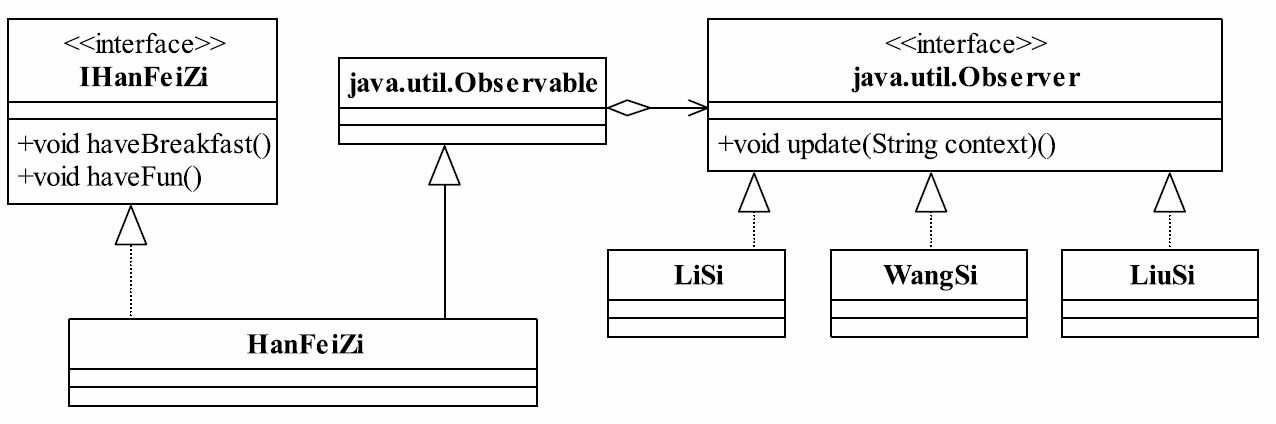 <<interface>>
IHanFeiZi
+void haveBreakfast()
+void haveFun()
java.util.Observable
<<interface>>
java.util.Observer
+void update(String context)()
LiSi
WangSi
LiuSi
HanFeiZi